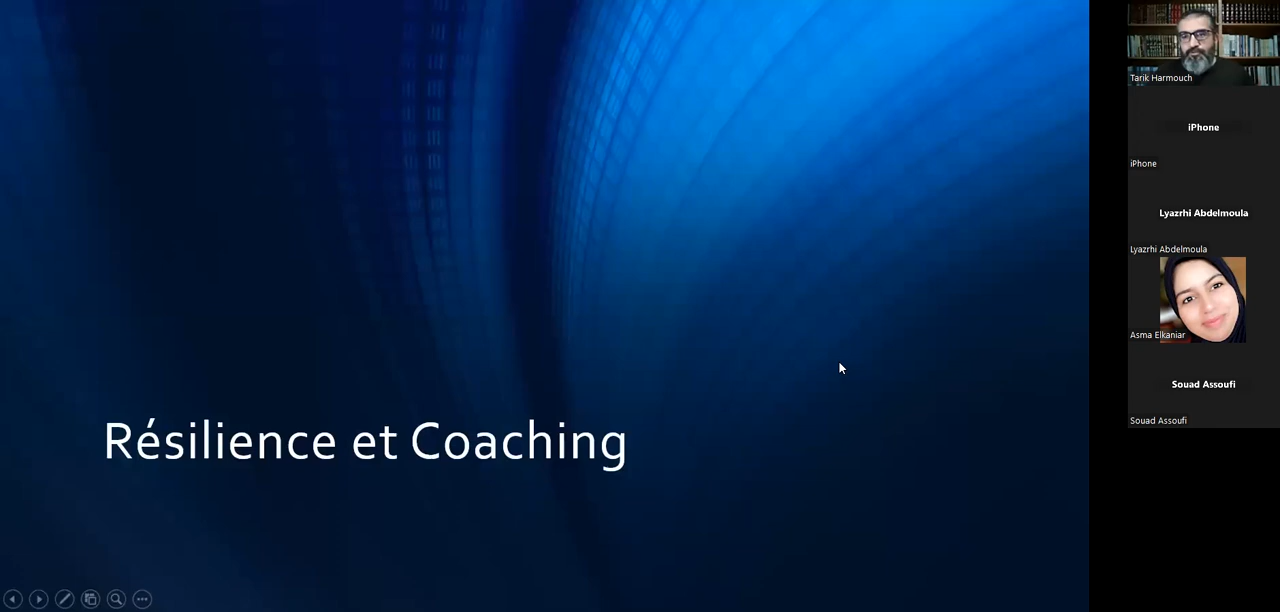 Résilience et Coaching
Tarik Harmouch
iPhone
iPhone
Lyazrhi Abdelmoula
Lyazrhi Abdelmoula
Asma Elkaniar
Souad Assoufi
Souad Assoufi